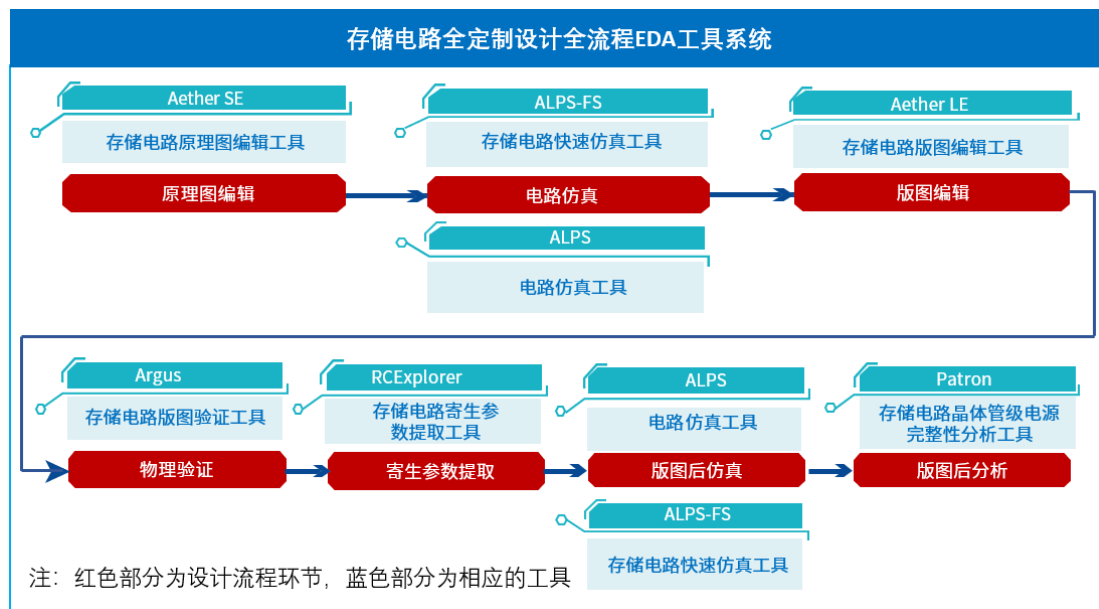 存储电路全定制设计全流程EDA工具系统
Aether SE
存储电路原理图编辑工具
原理图编辑
ALPS-FS
存储电路快速仿真工具
电路仿真
ALPS
电路仿真工具
Aether LE
存储电路版图编辑工具
版图编辑
Argus
存储电路版图验证工具
物理验证
RCExplorer
存储电路寄生参
数提取工具
寄生参数提取
ALPS
电路仿真工具
版图后仿真
ALPS-FS
存储电路快速仿真工具
Patron
存储电路晶体管级电源
完整性分析工具
版图后分析
注：红色部分为设计流程环节，蓝色部分为相应的工具